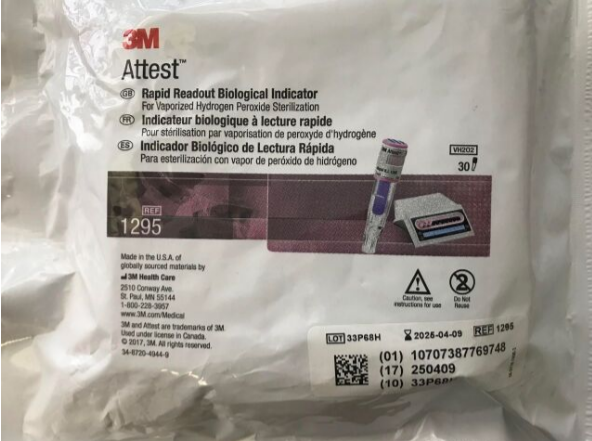 3M
Attest™
GB Rapid Readout Biological Indicator
For Vaporized Hydrogen Peroxide Sterilization
FR Indicateur biologique à lecture rapide
Pour stérilisation par vaporisation de peroxyde d'hydrogène
ES Indicador Biológico de Lectura Rápida
Para esterilización con vapor de peróxido de hidrógeno
VH2O2
30
REF
1295
Made in the U.S.A. of
globally sourced materials by
3M Health Care
2510 Conway Ave.
St. Paul, MN 55144
1-800-228-3957
www.3M.com/Medical
3M and Attest are trademarks of 3M.
Used under license in Canada.
© 2017, 3M. All rights reserved.
34-8720-4944-9
Caution, see
instructions for use
Do Not
Reuse
LOT 33P68H 2025-04-09 REF 1295
(01) 10707387769748
(17) 250409
(10) 33P68